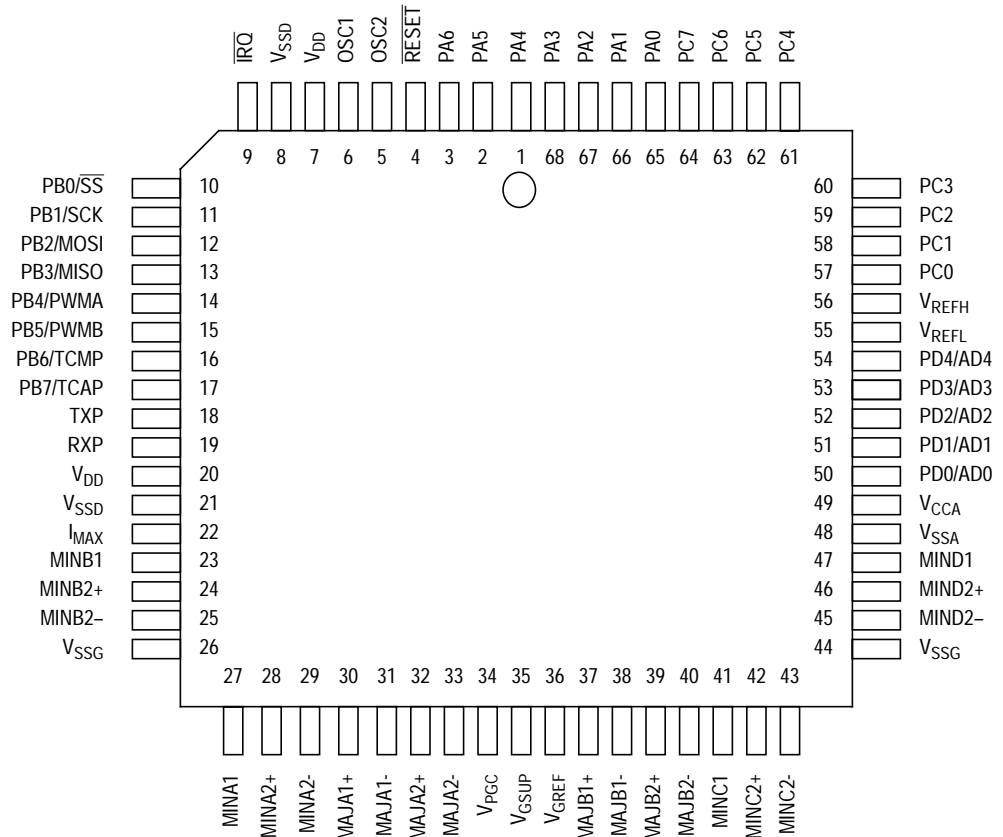 IRQ VSSD VDD OSC1 OSC2 RESET PA6 PA5 PA4 PA3 PA2 PA1 PA0 PC7 PC6 PC5 PC4
9 8 7 6 5 4 3 2 1 68 67 66 65 64 63 62 61
PB0/SS 10 60 PC3
PB1/SCK 11 59 PC2
PB2/MOSI 12 58 PC1
PB3/MISO 13 57 PC0
PB4/PWMA 14 56 VREFH
PB5/PWMB 15 55 VREFL
PB6/TCMP 16 54 PD4/AD4
PB7/TCAP 17 53 PD3/AD3
TXP 18 52 PD2/AD2
RXP 19 51 PD1/AD1
VDD 20 50 PD0/AD0
VSSD 21 49 VCCA
IMAX 22 48 VSSA
MINB1 23 47 MIND1
MINB2+ 24 46 MIND2+
MINB2– 25 45 MIND2–
VSSG 26 44 VSSG
27 28 29 30 31 32 33 34 35 36 37 38 39 40 41 42 43
MINA1 MINA2+ MINA2- MAJA1+ MAJA1- MAJA2+ MAJA2- VPGC VGSUP VGREF MAJB1+ MAJB1- MAJB2+ MAJB2- MINC1 MINC2+ MINC2-